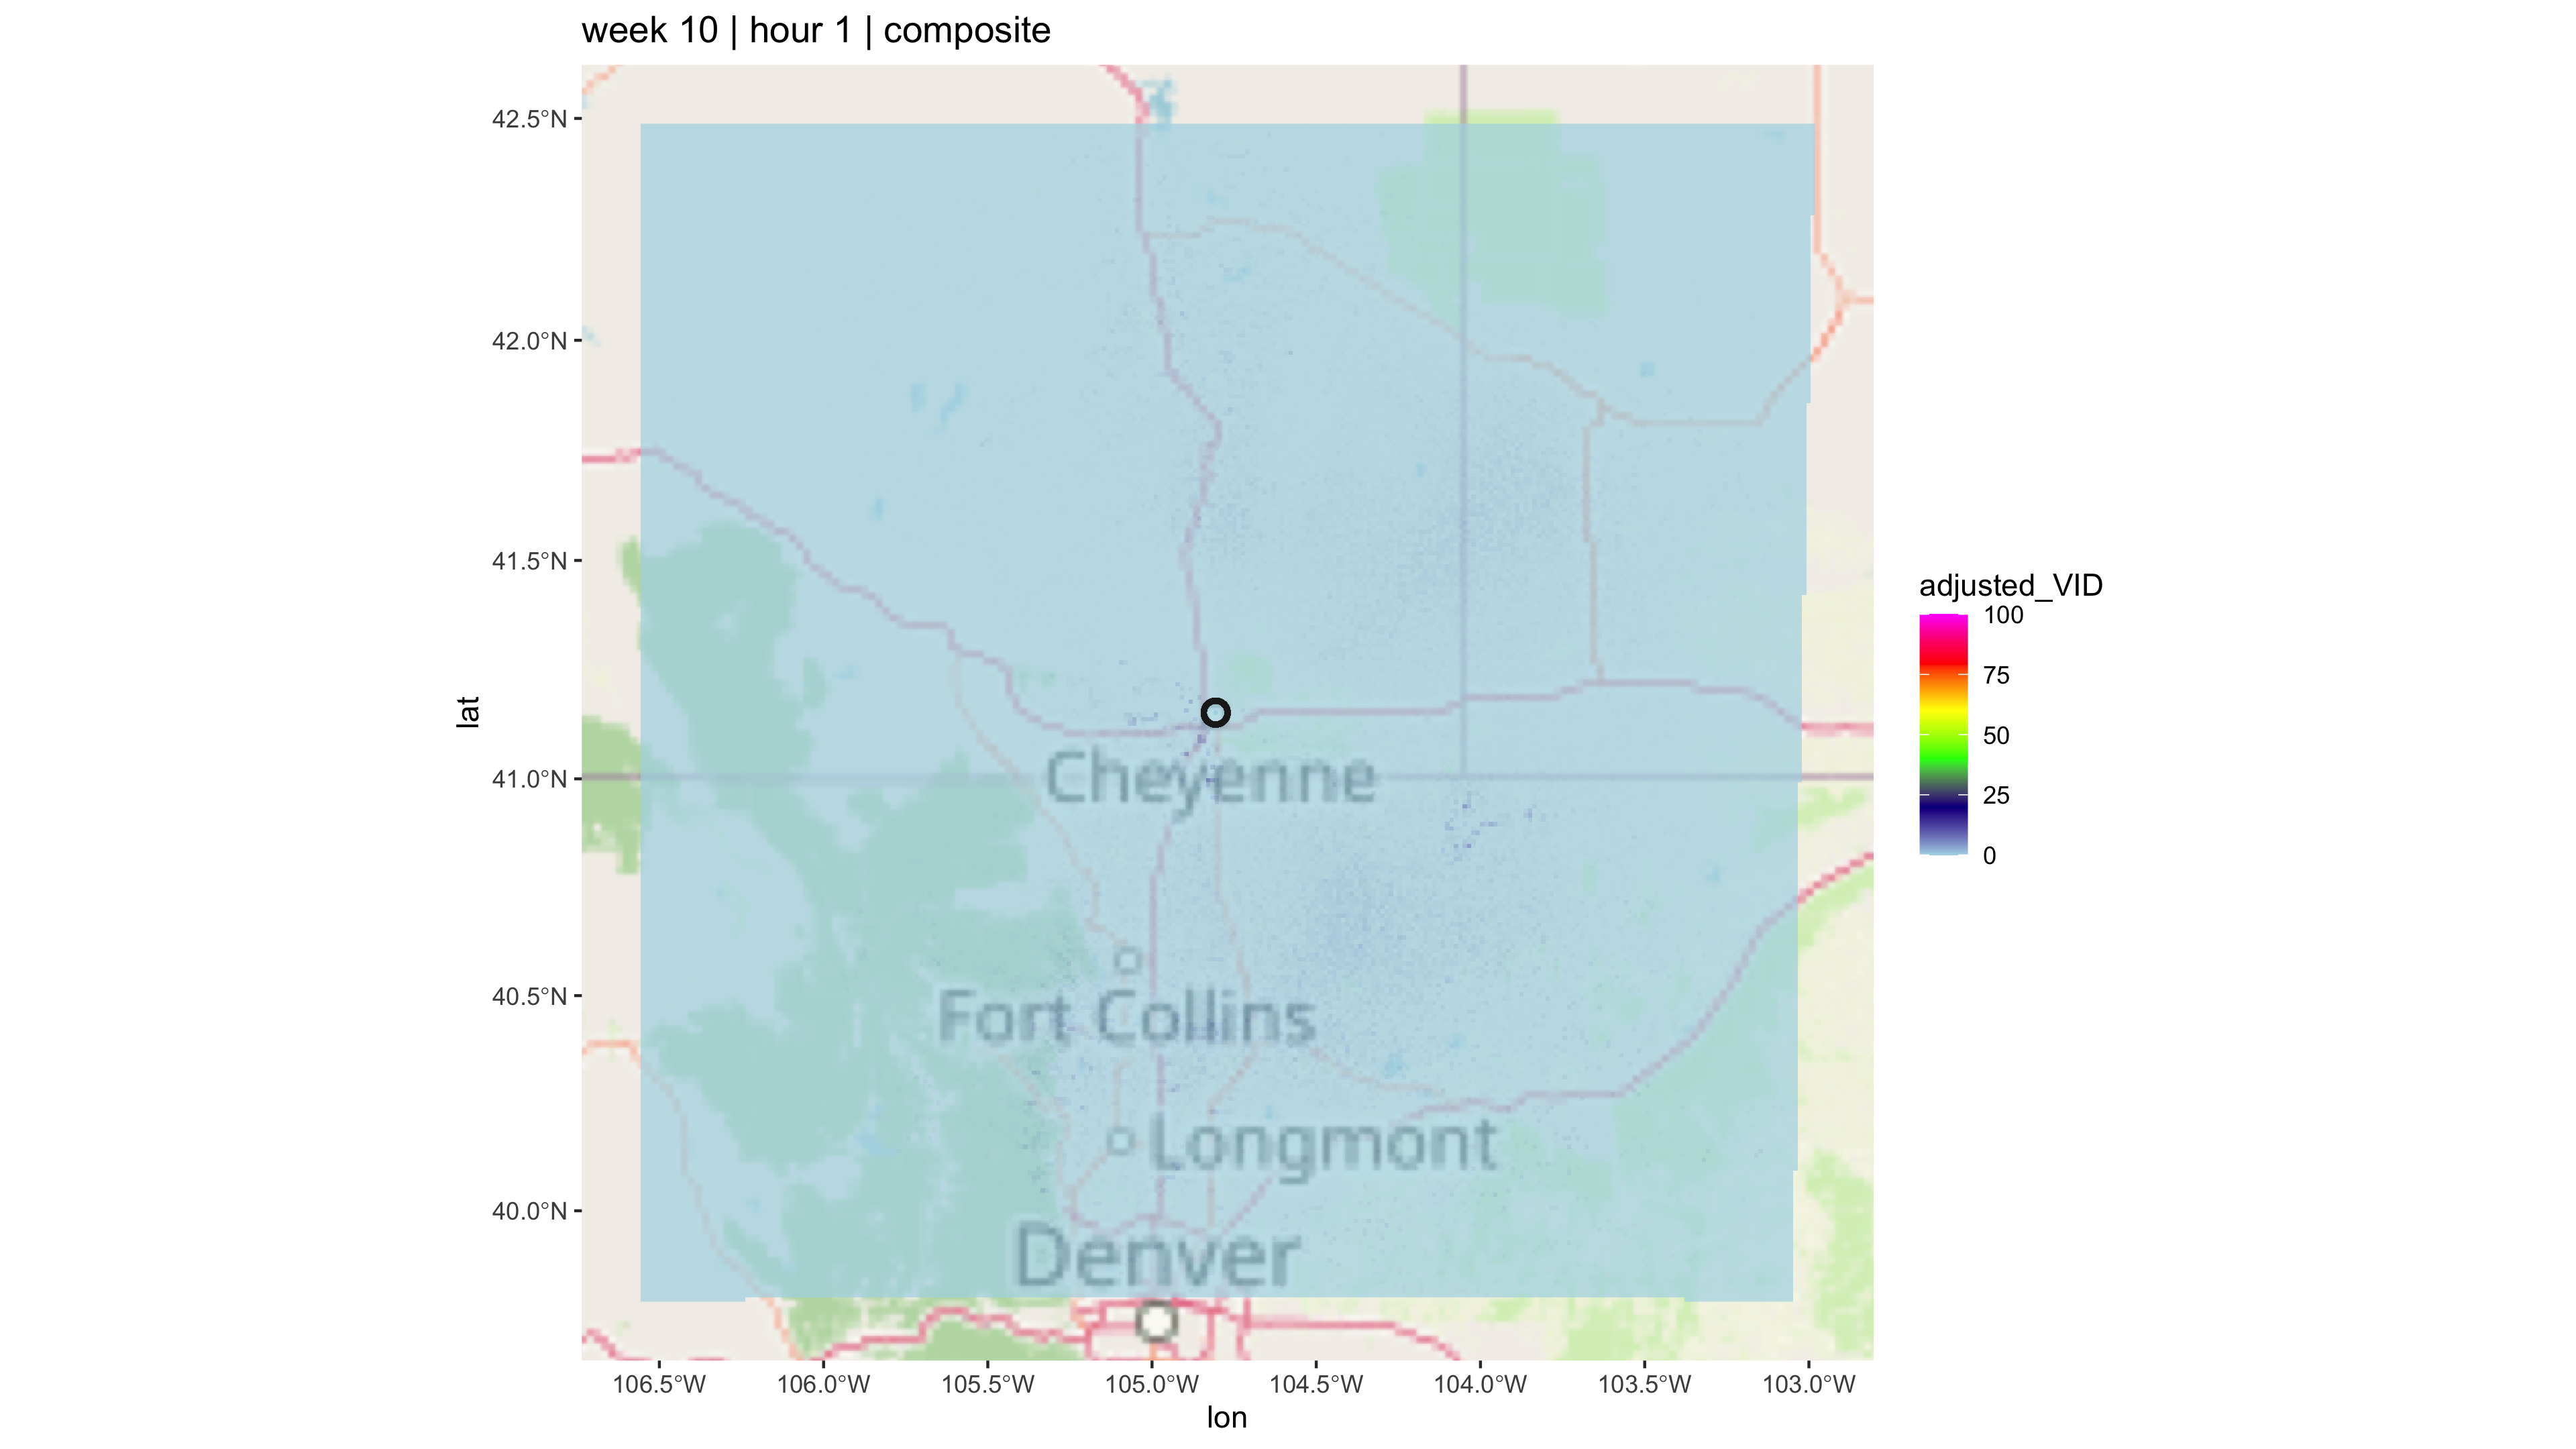 week 10 | hour 1 | composite
42.5°N
42.0°N
41.5°N
41.0°N
40.5°N
40.0°N
lat
Cheyenne
Fort Collins
Longmont
Denver
106.5°W 106.0°W 105.5°W 105.0°W 104.5°W 104.0°W 103.5°W 103.0°W
lon
adjusted_VID
100
75
50
25
0